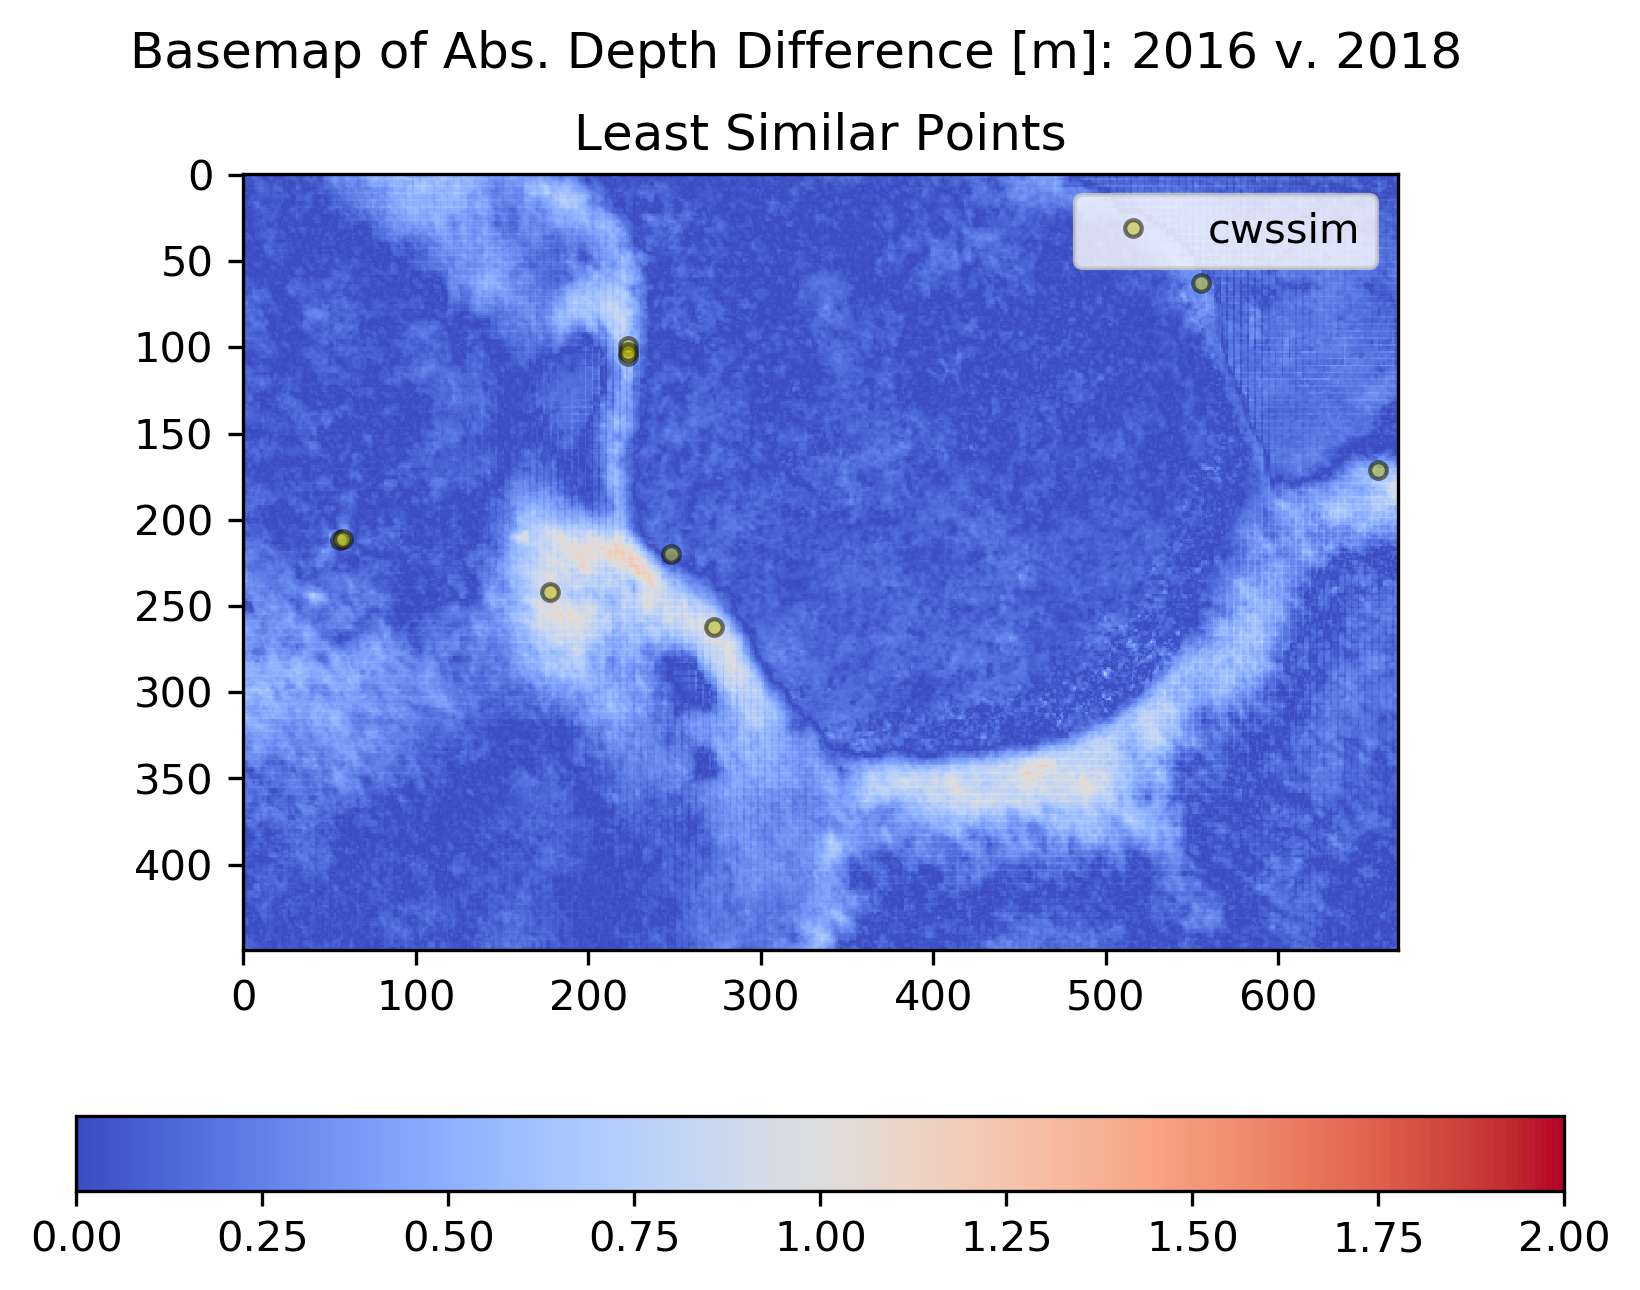 Basemap of Abs. Depth Difference [m]: 2016 v. 2018
Least Similar Points
cwssim
0
50
100
150
200
250
300
350
400
0 100 200 300 400 500 600
0.00 0.25 0.50 0.75 1.00 1.25 1.50 1.75 2.00